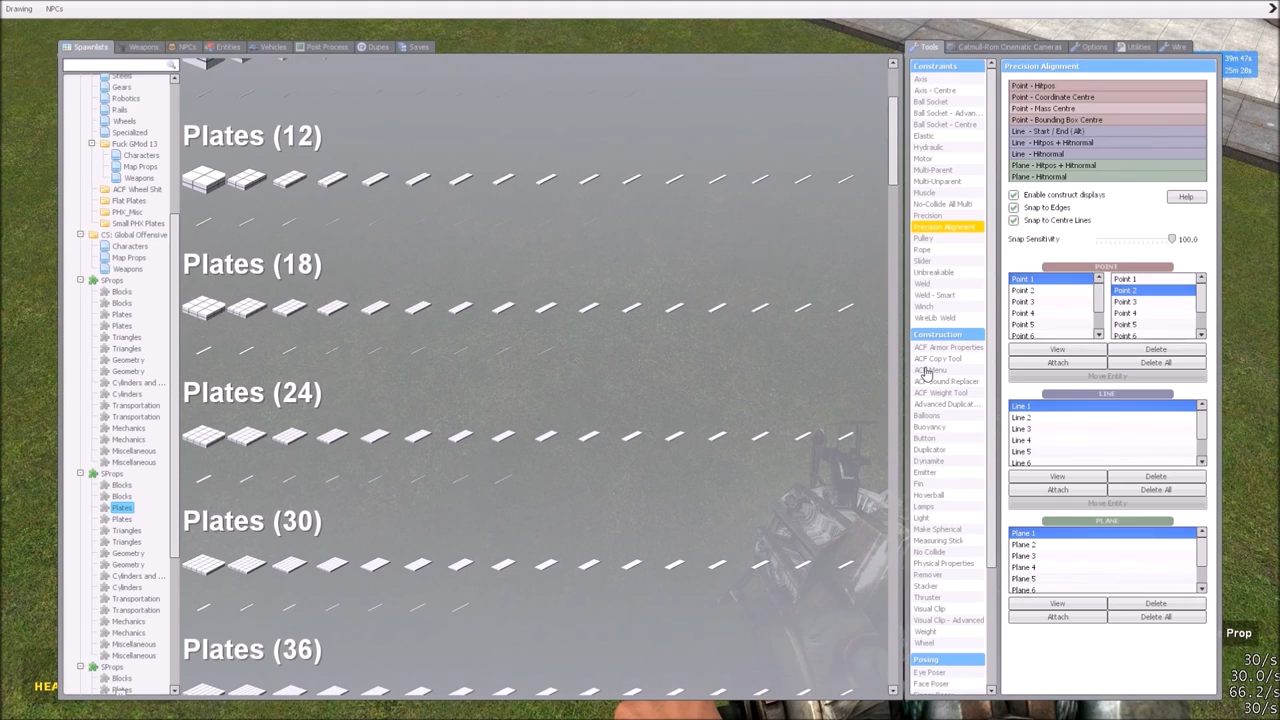 Drawing NPCs
Spawnlists Weapons NPCs Entities Vehicles Post Process Dupes Saves
Steels
Gears
Robotics
Rails
Wheels
Specialized
Fuck GMod 13
Characters
Map Props
Weapons
ACF Wheel Shit
Flat Plates
PHX_Misc
Small PHX Plates
CS: Global Offensive
Characters
Map Props
Weapons
SProps
Blocks
Blocks
Plates
Plates
Triangles
Triangles
Geometry
Geometry
Cylinders and ...
Cylinders
Transportation
Transportation
Mechanics
Mechanics
Miscellaneous
Miscellaneous
SProps
Blocks
Blocks
Plates
Plates
Triangles
Triangles
Geometry
Geometry
Cylinders and ...
Cylinders
Transportation
Transportation
Mechanics
Mechanics
Miscellaneous
Miscellaneous
SProps
Blocks
Plates
Plates (12)
Plates (18)
Plates (24)
Plates (30)
Plates (36)
Tools Catmull-Rom Cinematic Cameras Options Utilities Wire
Constraints
Axis
Axis - Centre
Ball Socket
Ball Socket - Advan...
Ball Socket - Centre
Elastic
Hydraulic
Motor
Multi-Parent
Multi-Unparent
Muscle
No-Collide All Multi
Precision
Precision Alignment
Pulley
Rope
Slider
Unbreakable
Weld
Weld - Smart
Winch
WireLib Weld
Construction
ACF Armor Properties
ACF Copy Tool
ACF Menu
ACF Sound Replacer
ACF Weight Tool
Advanced Duplicat...
Balloons
Buoyancy
Button
Duplicator
Dynamite
Emitter
Fin
Hoverball
Lamps
Light
Make Spherical
Measuring Stick
No Collide
Physical Properties
Remover
Stacker
Thruster
Visual Clip
Visual Clip - Advanced
Weight
Wheel
Posing
Eye Poser
Face Poser
Precision Alignment
Point - Hitpos
Point - Coordinate Centre
Point - Mass Centre
Point - Bounding Box Centre
Line - Start / End (Alt)
Line - Hitpos + Hitnormal
Line - Hitnormal
Plane - Hitpos + Hitnormal
Plane - Hitnormal
Enable construct displays
Help
Snap to Edges
Snap to Centre Lines
Snap Sensitivity 100.0
POINT
Point 1 Point 1
Point 2 Point 2
Point 3 Point 3
Point 4 Point 4
Point 5 Point 5
Point 6 Point 6
View Delete
Attach Delete All
Move Entity
LINE
Line 1
Line 2
Line 3
Line 4
Line 5
Line 6
View Delete
Attach Delete All
Move Entity
PLANE
Plane 1
Plane 2
Plane 3
Plane 4
Plane 5
Plane 6
View Delete
Attach Delete All
39m 47s
25m 20s
Prop
30/s
30.0/s
66.2/s
30/s
HEA